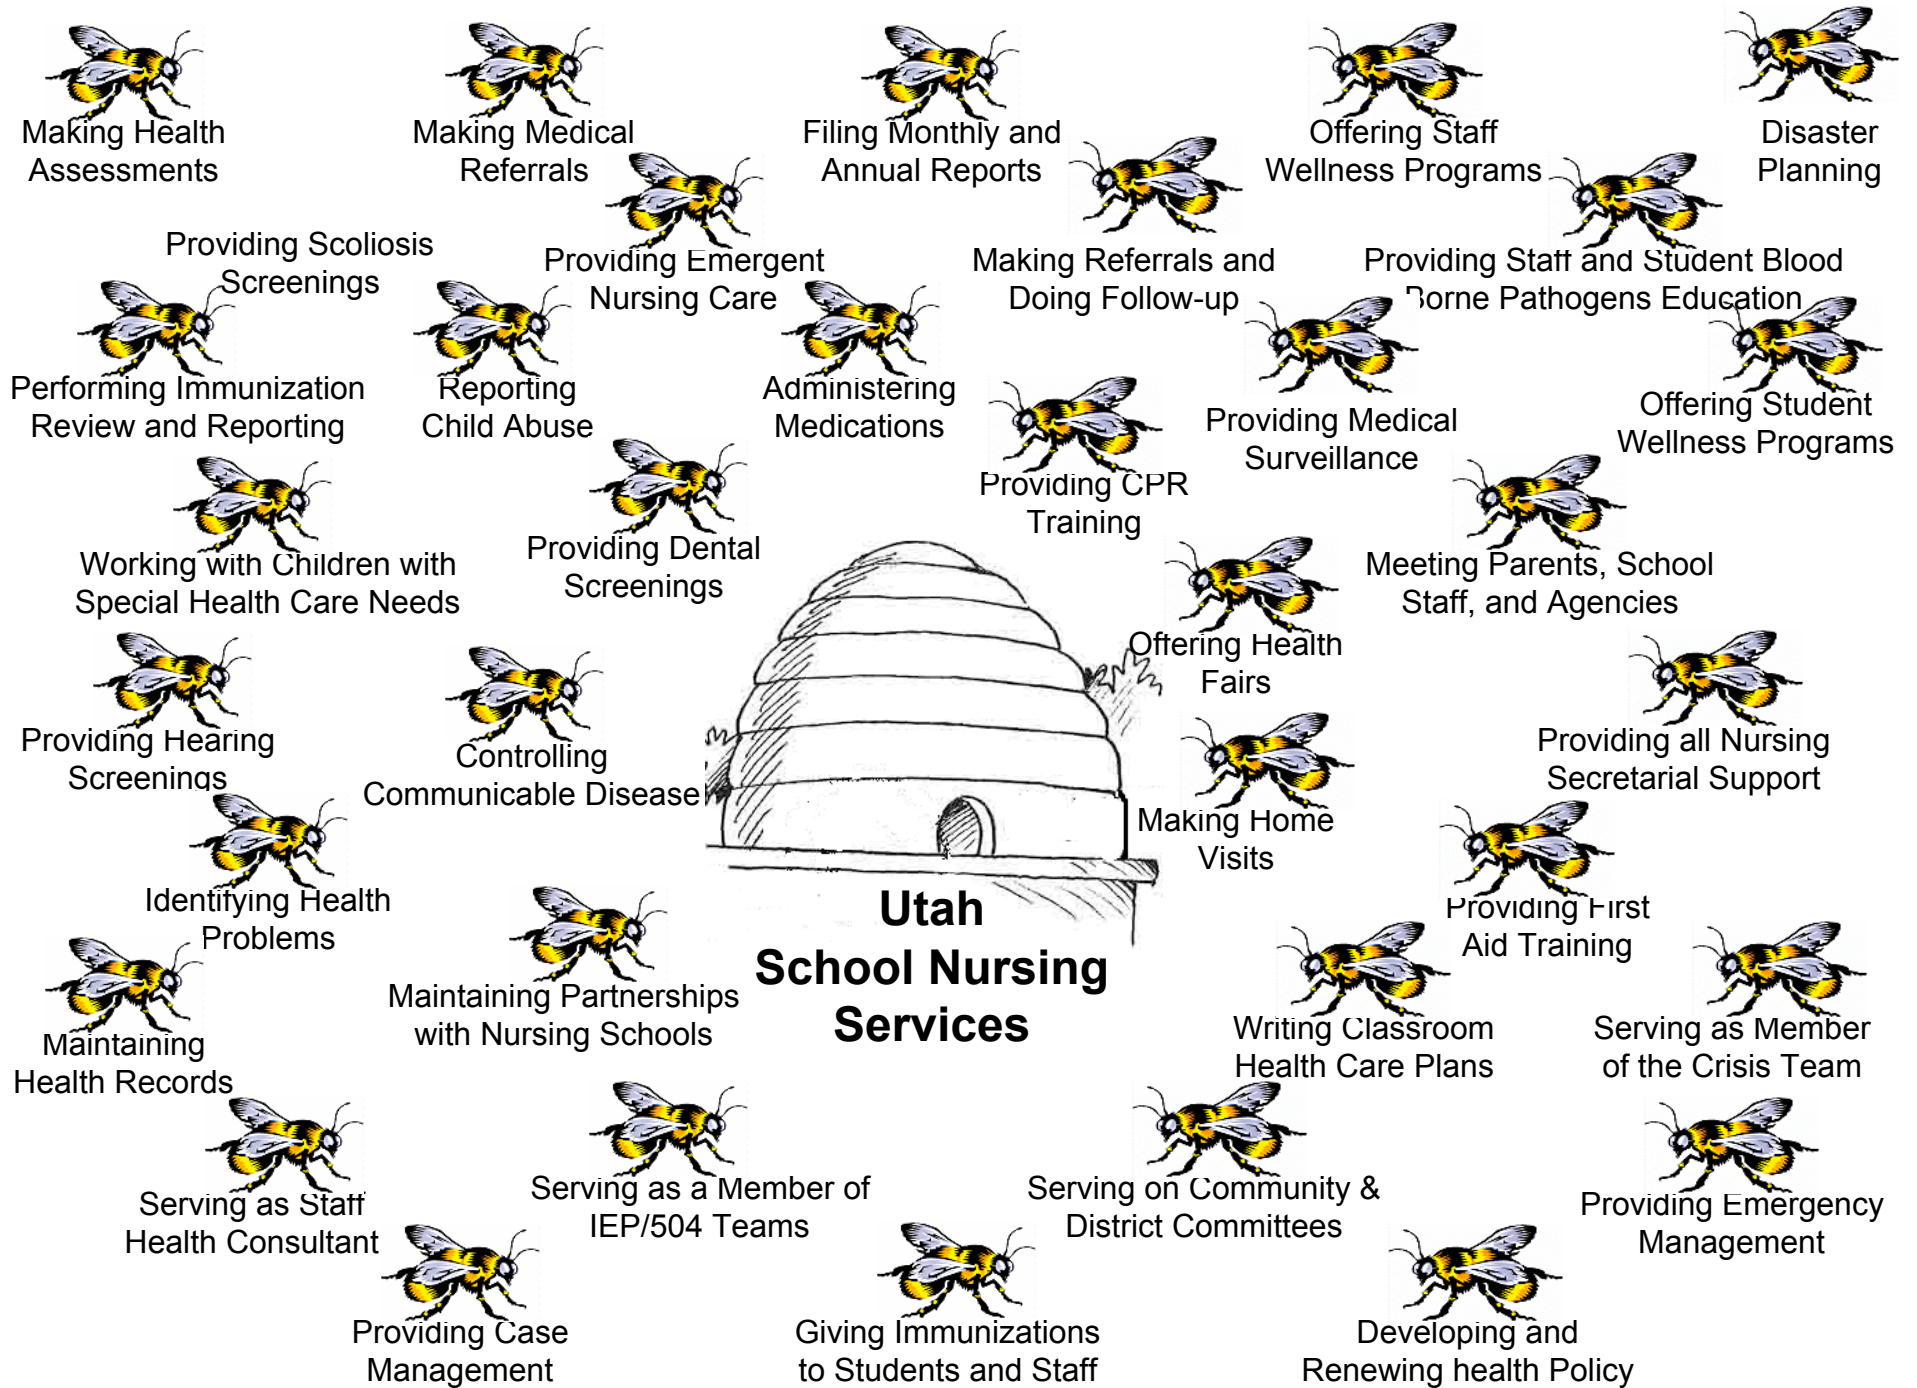 Making Health
Assessments
Making Medical
Referrals
Filing Monthly and
Annual Reports
Offering Staff
Wellness Programs
Disaster
Planning
Providing Scoliosis
Screenings
Providing Emergent
Nursing Care
Making Referrals and
Doing Follow-up
Providing Staff and Student Blood
Borne Pathogens Education
Performing Immunization
Review and Reporting
Reporting
Child Abuse
Administering
Medications
Providing CPR
Training
Providing Medical
Surveillance
Offering Student
Wellness Programs
Working with Children with
Special Health Care Needs
Providing Dental
Screenings
Meeting Parents, School
Staff, and Agencies
Offering Health
Fairs
Providing Hearing
Screenings
Controlling
Communicable Disease
Providing all Nursing
Secretarial Support
Making Home
Visits
Identifying Health
Problems
Utah
School Nursing
Services
Providing First
Aid Training
Maintaining
Health Records
Maintaining Partnerships
with Nursing Schools
Writing Classroom
Health Care Plans
Serving as Member
of the Crisis Team
Serving as Staff
Health Consultant
Serving as a Member of
IEP/504 Teams
Serving on Community &
District Committees
Providing Emergency
Management
Providing Case
Management
Giving Immunizations
to Students and Staff
Developing and
Renewing health Policy